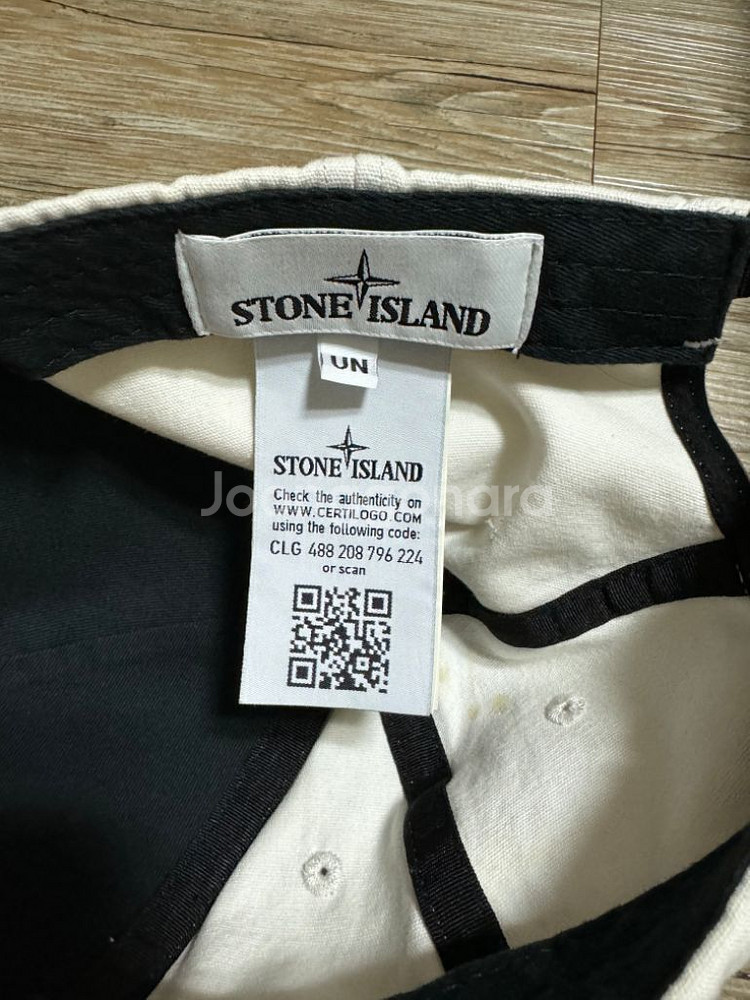 STONE ISLAND
UN
STONE ISLAND
Check the authenticity on
WWW.CERTILOGO.COM
using the following code:
CLG 488 208 796 224
or scan